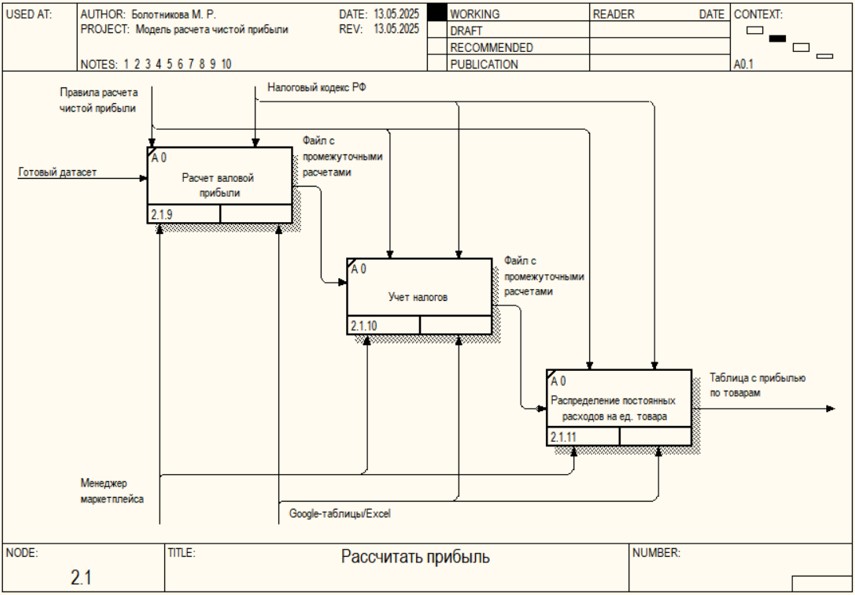 USED AT:
AUTHOR: Болотникова М. Р.
DATE: 13.05.2025
PROJECT: Модель расчета чистой прибыли
REV: 13.05.2025
NOTES: 1 2 3 4 5 6 7 8 9 10
WORKING
DRAFT
RECOMMENDED
PUBLICATION
READER
DATE
CONTEXT:
A0.1
Правила расчета
чистой прибыли
Налоговый кодекс РФ
Готовый датасет
A 0
Расчет валовой
прибыли
2.1.9
Файл с
промежуточными
расчетами
A 0
Учет налогов
2.1.10
Файл с
промежуточными
расчетами
A 0
Распределение постоянных
расходов на ед. товара
2.1.11
Таблица с прибылью
по товарам
Менеджер
маркетплейса
Google-таблицы/Excel
NODE:
2.1
TITLE:
Рассчитать прибыль
NUMBER: